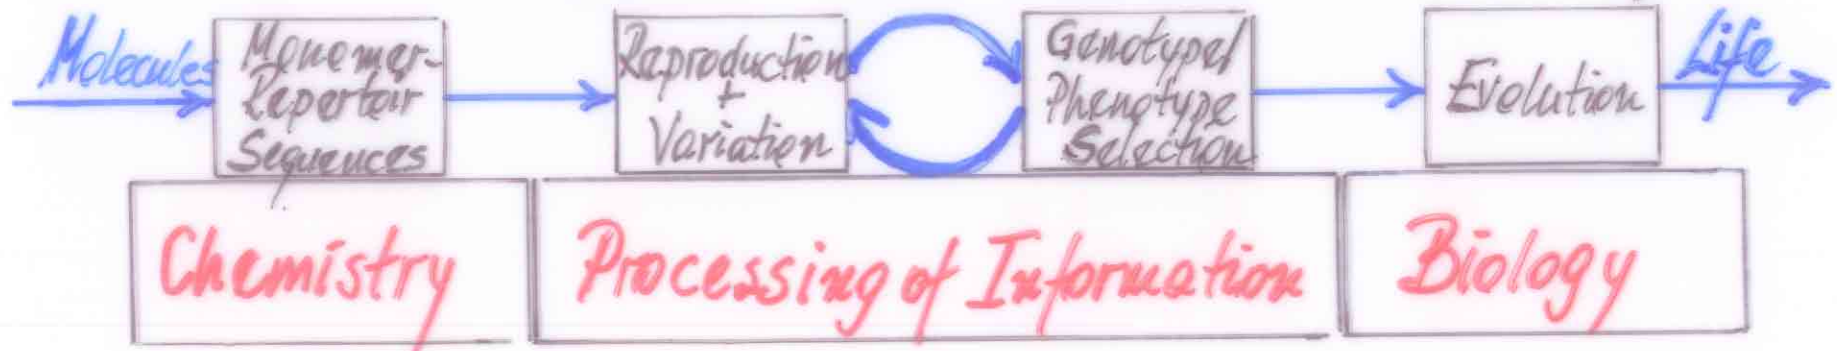 Molecules
Monomer-
Repertoir
Sequences
Reproduction
+
Variation
Genotype/
Phenotype
Selection
Evolution
Life
Chemistry
Processing of Information
Biology